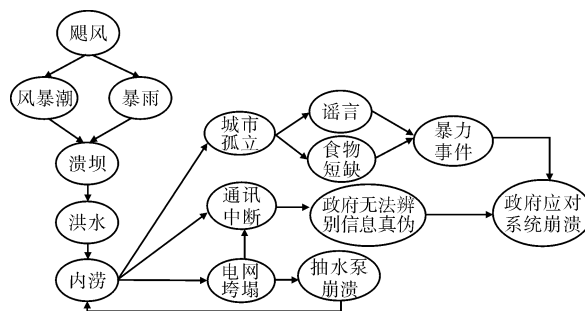 飓风
风暴潮
暴雨
溃坝
洪水
内涝
城市
孤立
谣言
食物
短缺
暴力
事件
通讯
中断
政府无法辨
别信息真伪
政府应对
系统崩溃
电网
垮塌
抽水泵
崩溃